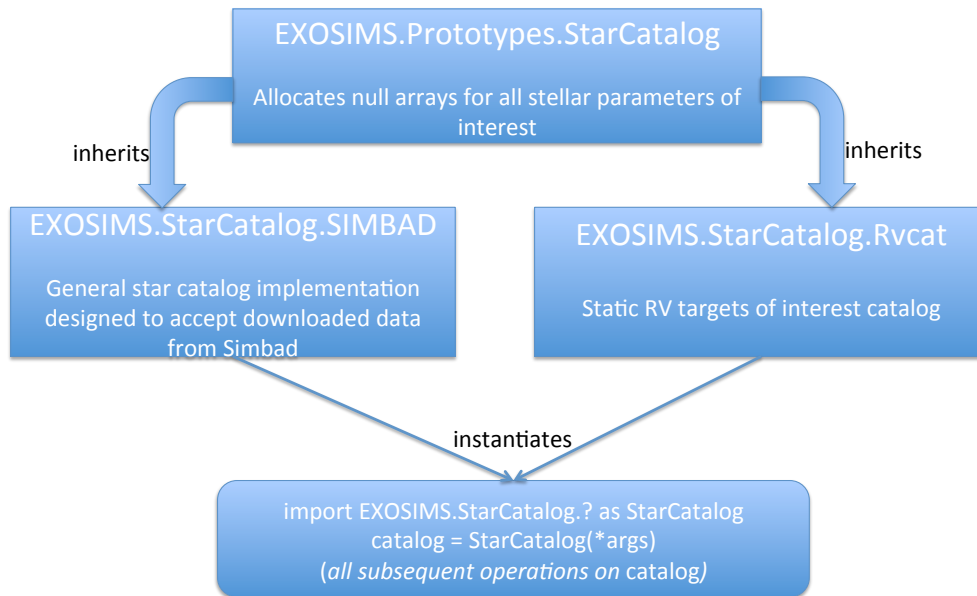 EXOSIMS.Prototypes.StarCatalog
Allocates null arrays for all stellar parameters of
interest
inherits
inherits
EXOSIMS.StarCatalog.SIMBAD
General star catalog implementation
designed to accept downloaded data
from Simbad
EXOSIMS.StarCatalog.Rvcat
Static RV targets of interest catalog
instantiates
import EXOSIMS.StarCatalog.? as StarCatalog
catalog = StarCatalog(*args)
(all subsequent operations on catalog)